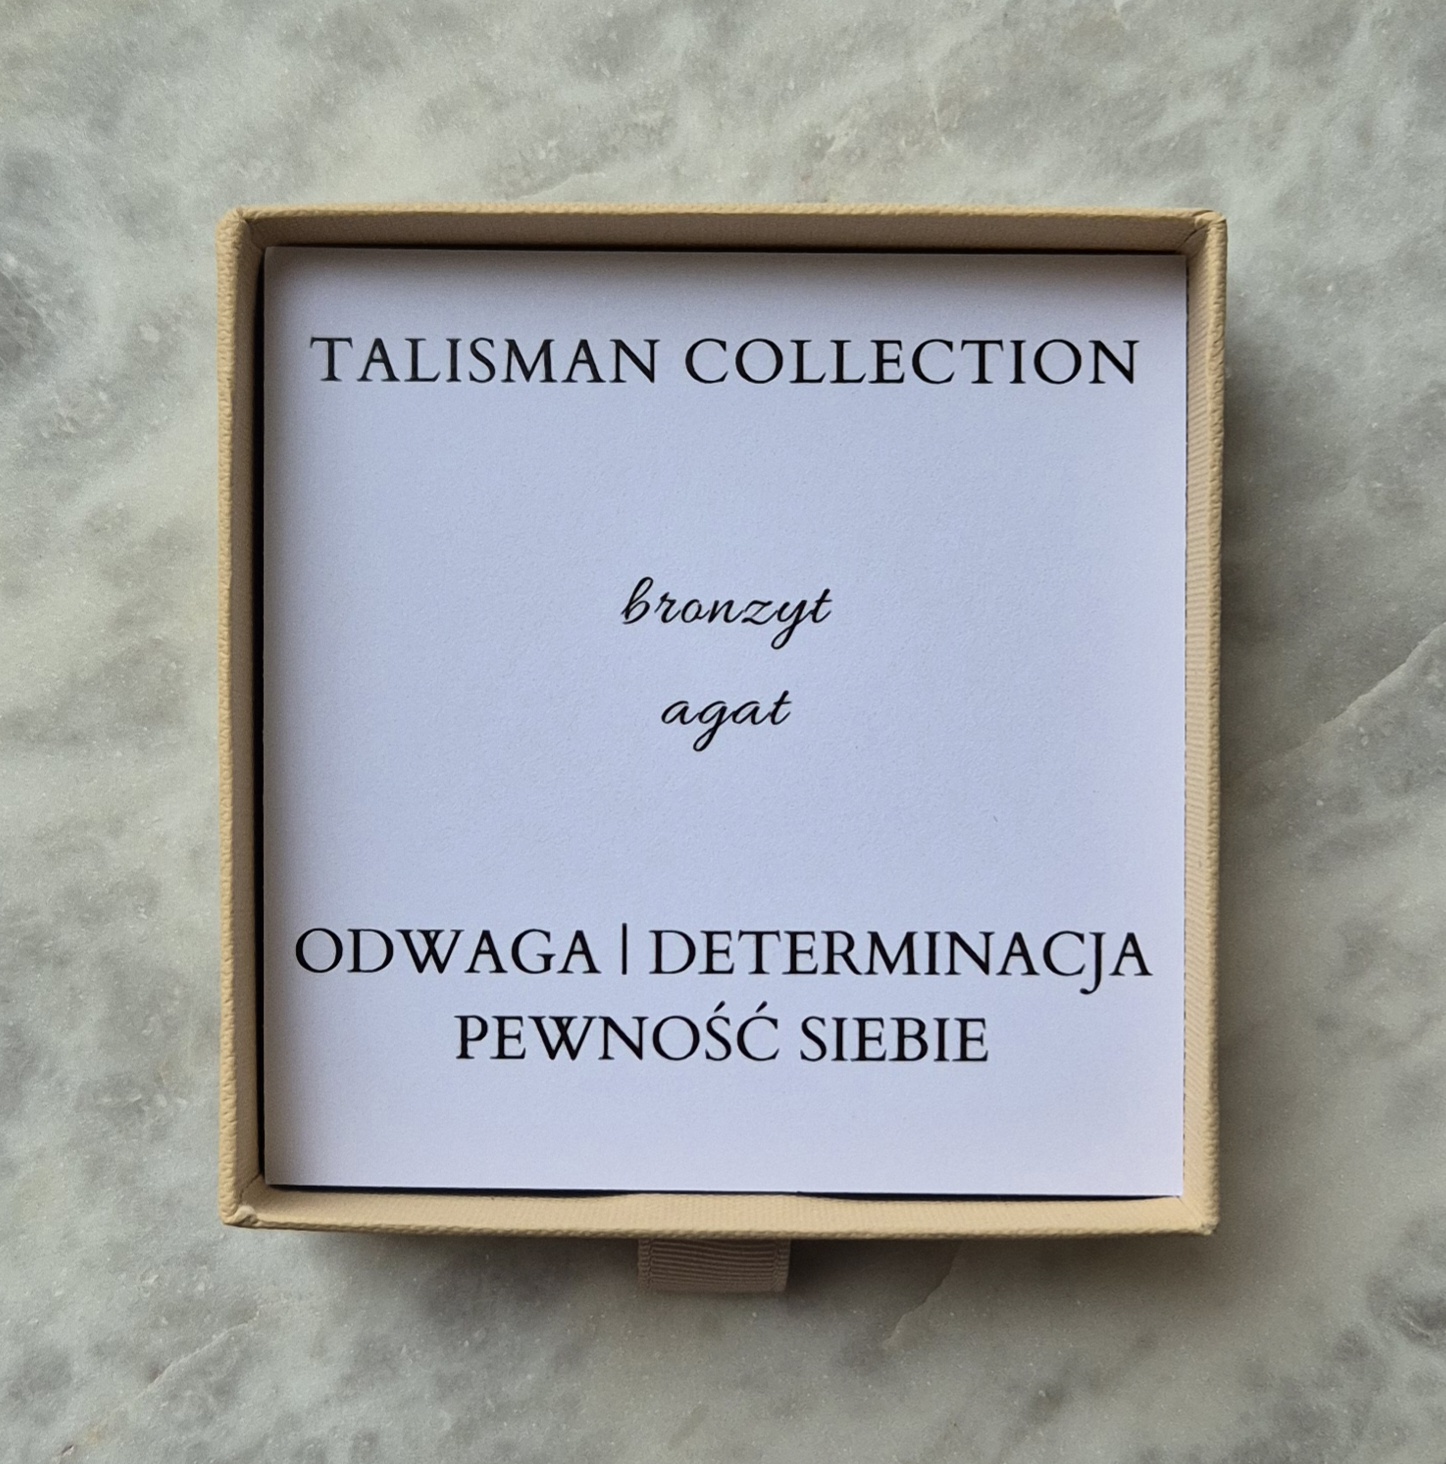 TALISMAN COLLECTION
bronzyt
agat
ODWAGA | DETERMINACJA
PEWNOŚĆ SIEBIE